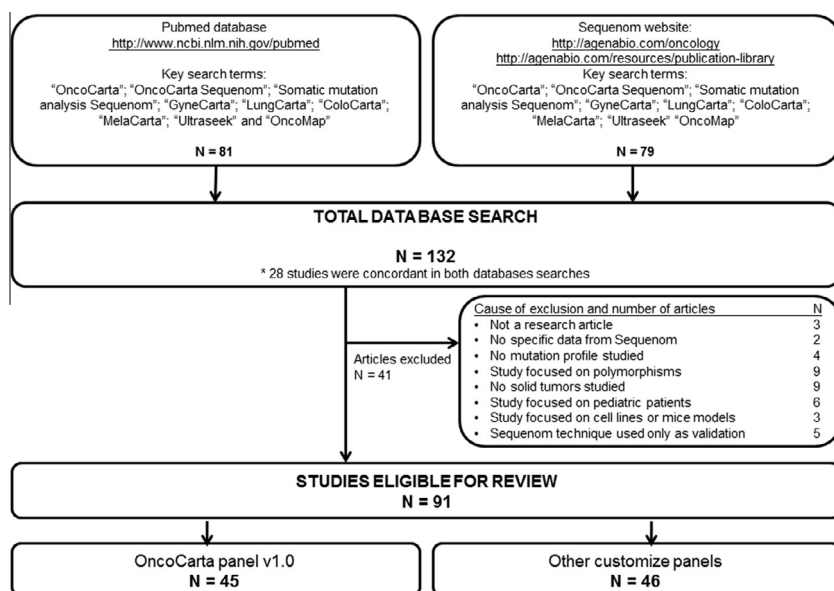 Pubmed database
http://www.ncbi.nlm.nih.gov/pubmed
Key search terms:
“OncoCarta”; “OncoCarta Sequenom”; “Somatic mutation
analysis Sequenom”; “GyneCarta”; “LungCarta”; “ColoCarta”;
“MelaCarta”; “Ultraseek” and “OncoMap”
N = 81
Sequenom website:
http://agenabio.com/oncology
http://agenabio.com/resources/publication-library
Key search terms:
“OncoCarta”; “OncoCarta Sequenom”; “Somatic mutation
analysis Sequenom”; “GyneCarta”; “LungCarta”; “ColoCarta”;
“MelaCarta”; “Ultraseek” “OncoMap”
N = 79
TOTAL DATABASE SEARCH
N = 132
* 28 studies were concordant in both databases searches
Articles excluded
N = 41
Cause of exclusion and number of articles N
• Not a research article 3
• No specific data from Sequenom 2
• No mutation profile studied 4
• Study focused on polymorphisms 9
• No solid tumors studied 9
• Study focused on pediatric patients 6
• Study focused on cell lines or mice models 3
• Sequenom technique used only as validation 5
STUDIES ELIGIBLE FOR REVIEW
N = 91
OncoCarta panel v1.0
N = 45
Other customize panels
N = 46